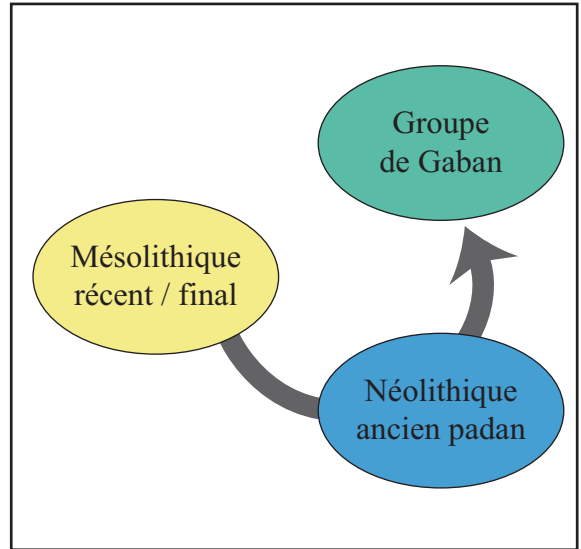 Groupe
de Gaban
Mésolithique
récent / final
Néolithique
ancien padan